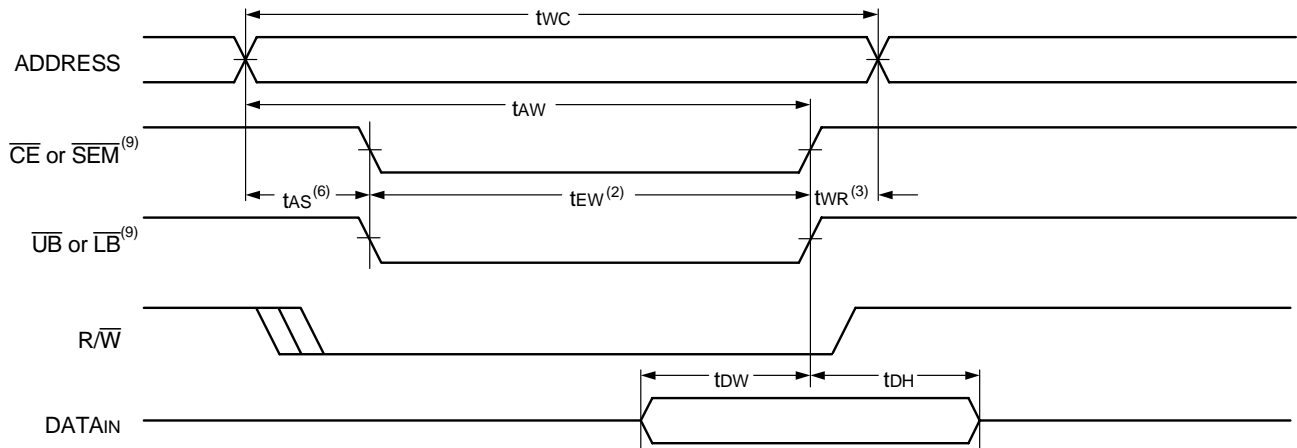 tWC
ADDRESS
tAW
CE or SEM(9)
tAS(6) tEW(2) tWR(3)
UB or LB(9)
R/W
tDW tDH
DATAIN